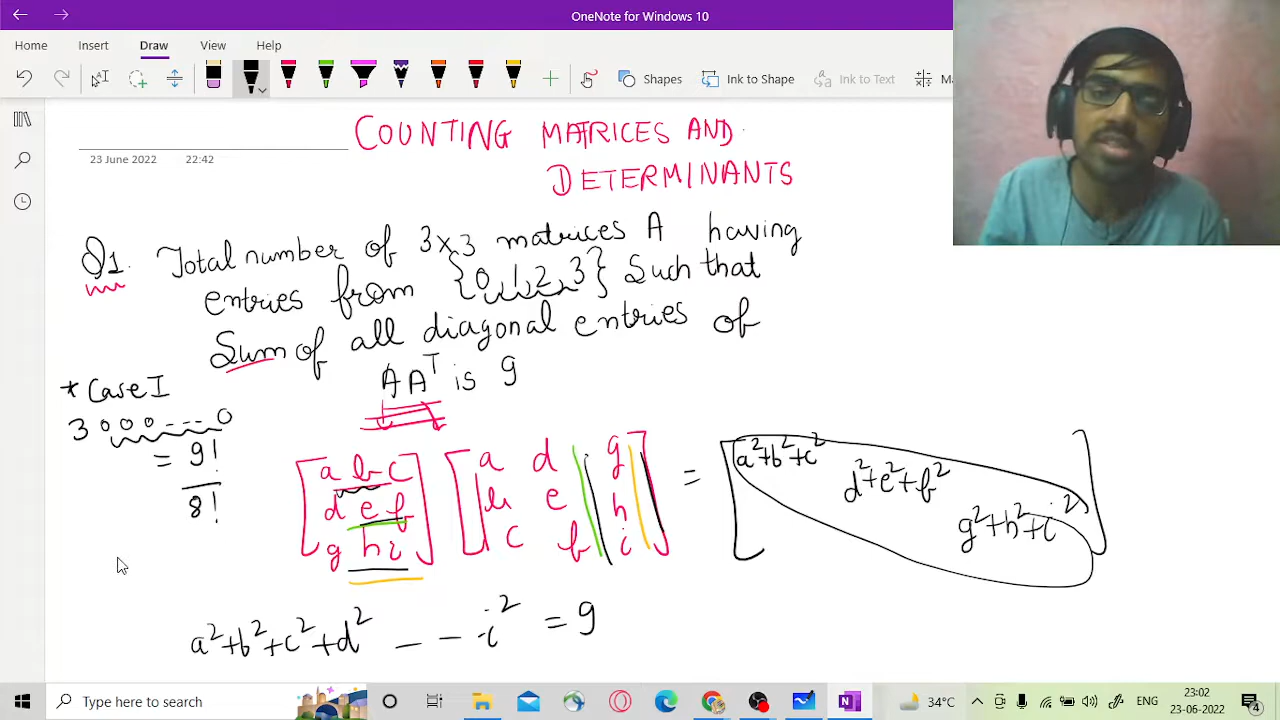 OneNote for Windows 10
Home Insert Draw View Help
Shapes Ink to Shape Ink to Text Ma
COUNTING MATRICES AND
DETERMINANTS
23 June 2022 22:42
Q1. Total number of 3x3 matrices A having
entries from {0, 1, 2, 3} Such that
Sum of all diagonal entries of
AAᵀ is 9
* Case I
3 0 0 0 - - - 0
= 9!
8!
a b c a d g = a²+b²+c²
d e f b e h d²+e²+f²
g h i c f i g²+h²+i²
a²+b²+c²+d² - - i² = 9
Type here to search 34°C ENG 23:02
23-06-2022
4